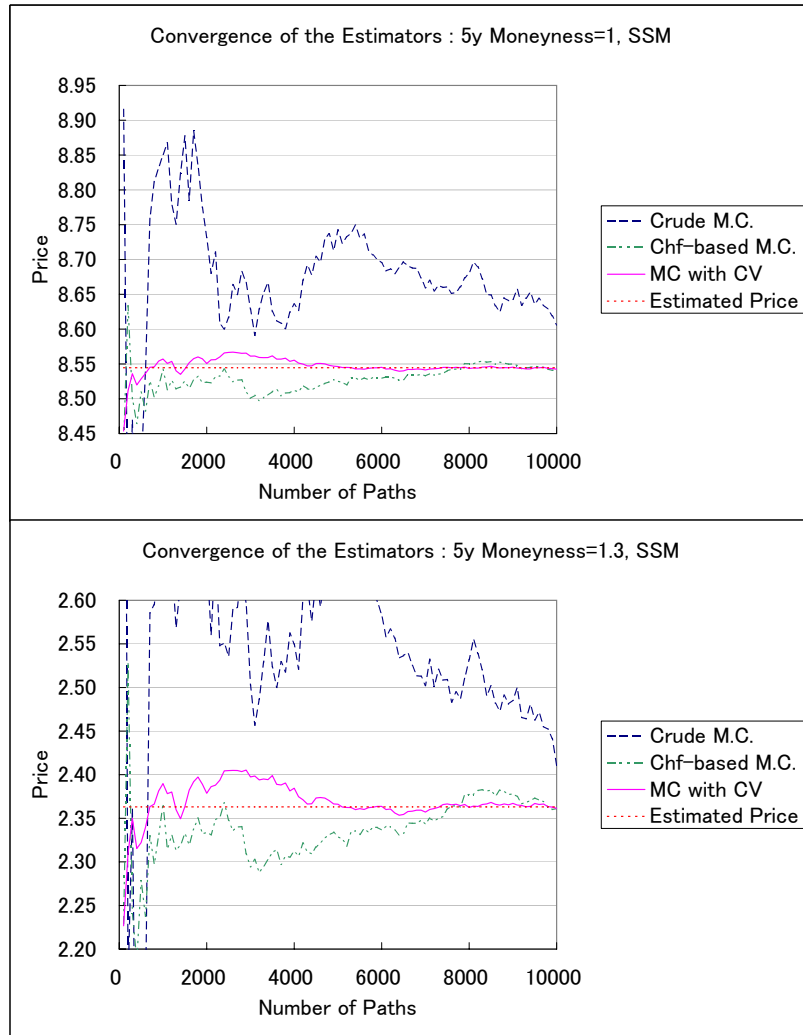 Convergence of the Estimators : 5y Moneyness=1, SSM
8.95
8.90
8.85
8.80
8.75
8.70
8.65
8.60
8.55
8.50
8.45
Price
0 2000 4000 6000 8000 10000
Number of Paths
Crude M.C.
Chf-based M.C.
MC with CV
Estimated Price
Convergence of the Estimators : 5y Moneyness=1.3, SSM
2.60
2.55
2.50
2.45
2.40
2.35
2.30
2.25
2.20
Price
0 2000 4000 6000 8000 10000
Number of Paths
Crude M.C.
Chf-based M.C.
MC with CV
Estimated Price